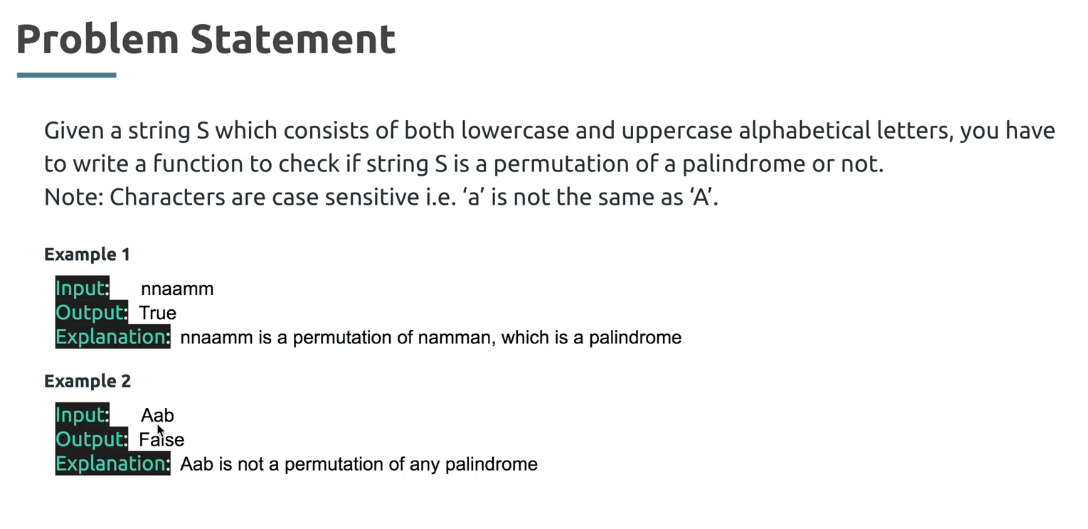 Problem Statement
Given a string S which consists of both lowercase and uppercase alphabetical letters, you have
to write a function to check if string S is a permutation of a palindrome or not.
Note: Characters are case sensitive i.e. ‘a’ is not the same as ‘A’.
Example 1
Input: nnaamm
Output: True
Explanation: nnaamm is a permutation of namman, which is a palindrome
Example 2
Input: Aab
Output: False
Explanation: Aab is not a permutation of any palindrome